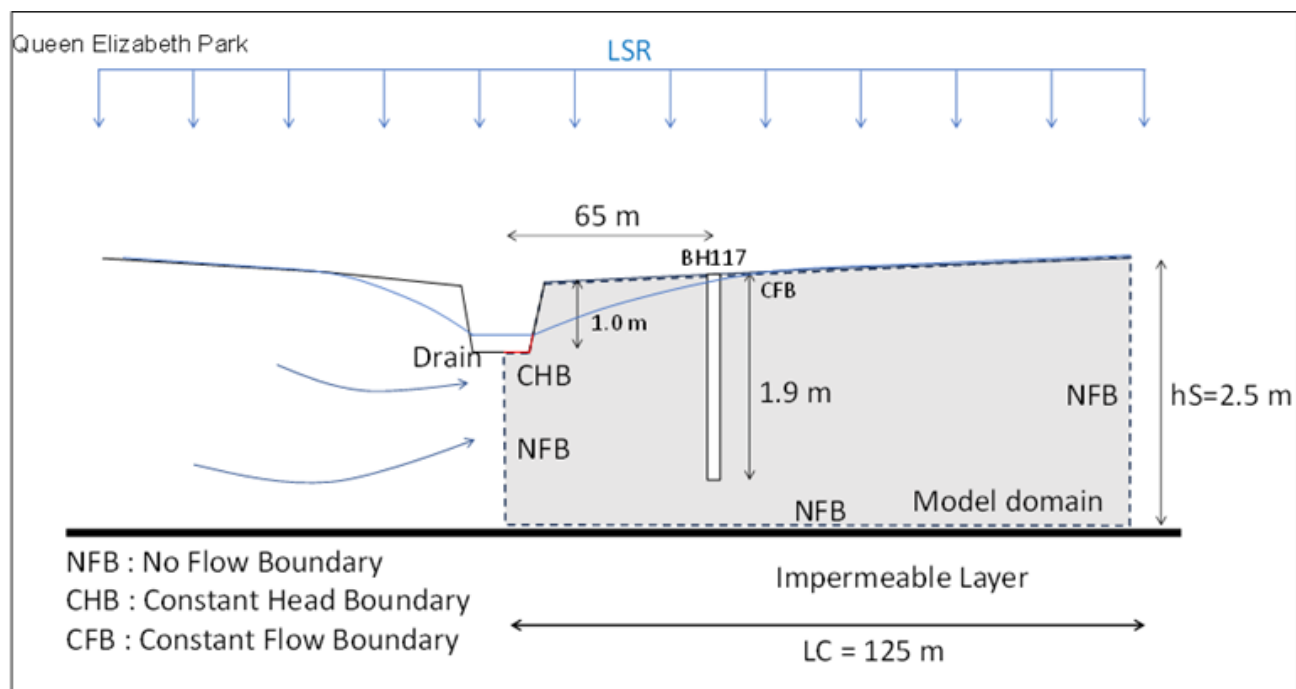 Queen Elizabeth Park
LSR
65 m
BH117
CFB
1.0 m
Drain
CHB
1.9 m
NFB
hS=2.5 m
NFB
Model domain
NFB
NFB : No Flow Boundary
CHB : Constant Head Boundary
CFB : Constant Flow Boundary
Impermeable Layer
LC = 125 m